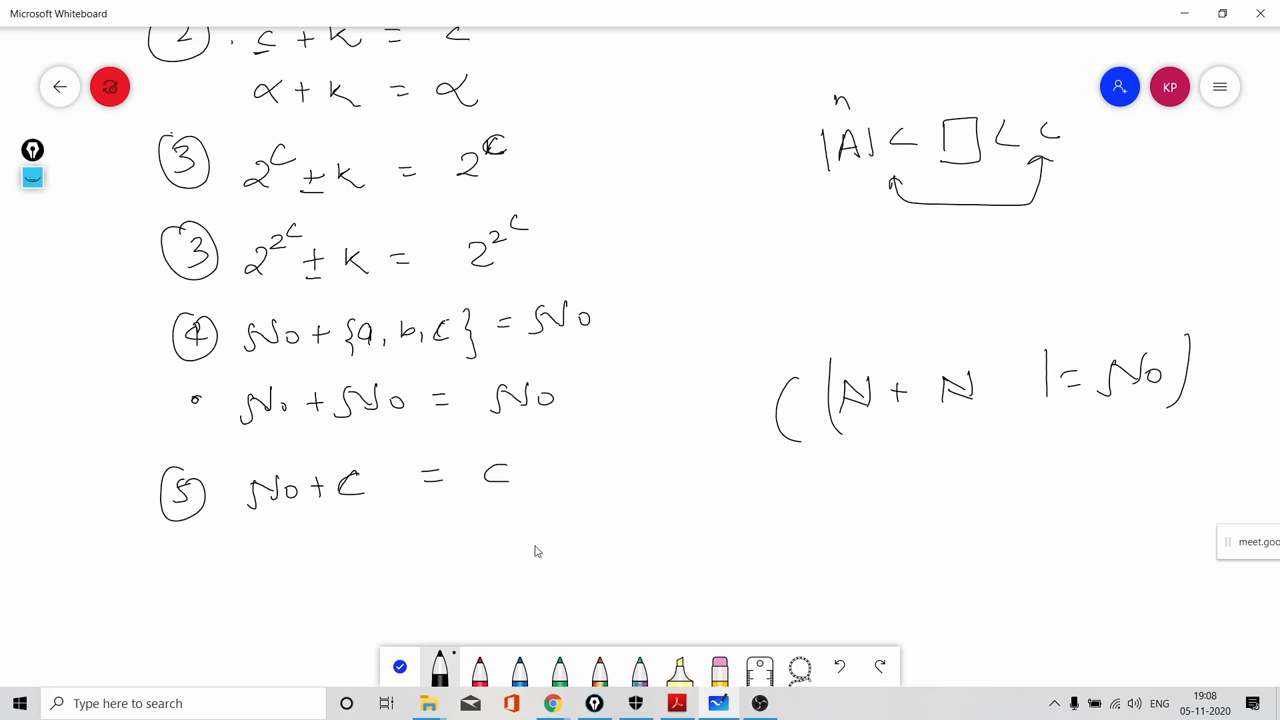 Microsoft Whiteboard
② . c + k = c
α + k = α
KP
③ 2^c ± k = 2^c
③ 2^2^c ± k = 2^2^c
④ ℵ0 + {a, b, c} = ℵ0
• ℵ0 + ℵ0 = ℵ0
⑤ ℵ0 + c = c
n
|A| < □ < c
(|N + N | = ℵ0)
meet.goo
Type here to search
ENG
19:08
05-11-2020